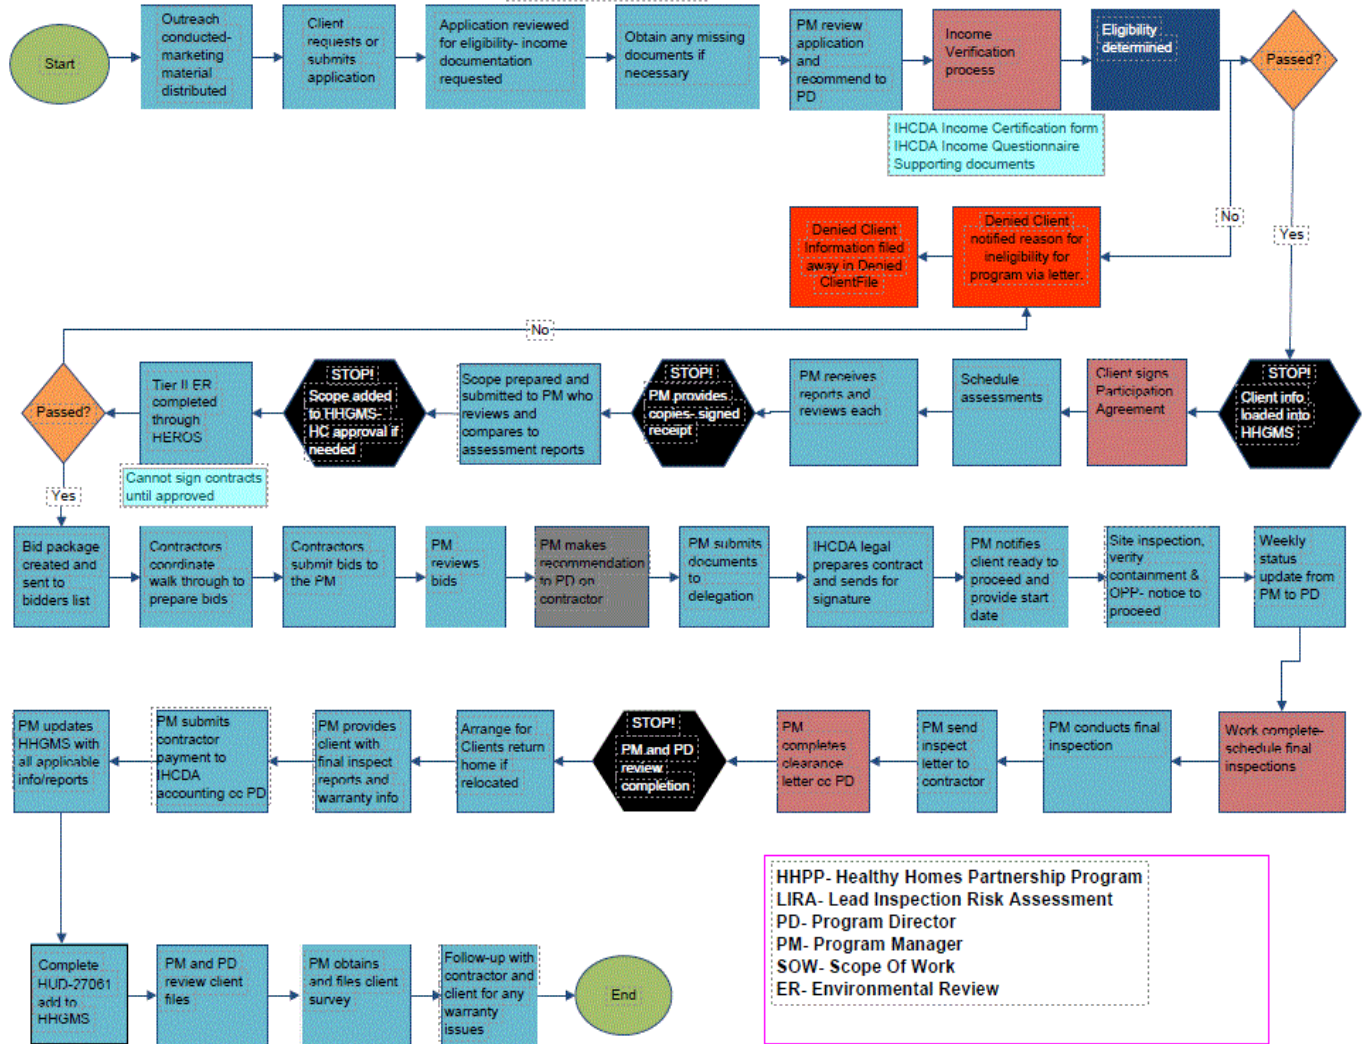 Start
Outreach
conducted-
marketing
material
distributed
Client
requests or
submits
application
Application reviewed
for eligibility- income
documentation
requested
Obtain any missing
documents if
necessary
PM review
application
and
recommend to
PD
Income
Verification
process
Eligibility
determined
Passed?
IHCDA Income Certification form
IHCDA Income Questionnaire
Supporting documents
No
Yes
Denied Client
Information filed
away in Denied
ClientFile
Denied Client
notified reason for
ineligibility for
program via letter.
No
Passed?
Tier II ER
completed
through
HEROS
STOP!
Scope added
to HHGMS-
HC approval if
needed
Scope prepared and
submitted to PM who
reviews and
compares to
assessment reports
STOP!
PM provides
copies- signed
receipt
PM receives
reports and
reviews each
Schedule
assessments
Client signs
Participation
Agreement
STOP!
Client info
loaded into
HHGMS
Cannot sign contracts
until approved
Yes
Bid package
created and
sent to
bidders list
Contractors
coordinate
walk through to
prepare bids
Contractors
submit bids to
the PM
PM
reviews
bids
PM makes
recommendation
to PD on
contractor
PM submits
documents
to
delegation
IHCDA legal
prepares contract
and sends for
signature
PM notifies
client ready to
proceed and
provide start
date
Site inspection,
verify
containment &
OPP- notice to
proceed
Weekly
status
update from
PM to PD
PM updates
HHGMS with
all applicable
info/reports
PM submits
contractor
payment to
IHCDA
accounting cc PD
PM provides
client with
final inspect
reports and
warranty info
Arrange for
Clients return
home if
relocated
STOP!
PM and PD
review
completion
PM
completes
clearance
letter cc PD
PM send
inspect
letter to
contractor
PM conducts final
inspection
Work complete-
schedule final
inspections
HHPP- Healthy Homes Partnership Program
LIRA- Lead Inspection Risk Assessment
PD- Program Director
PM- Program Manager
SOW- Scope Of Work
ER- Environmental Review
Complete
HUD-27061
add to
HHGMS
PM and PD
review client
files
PM obtains
and files client
survey
Follow-up with
contractor and
client for any
warranty
issues
End